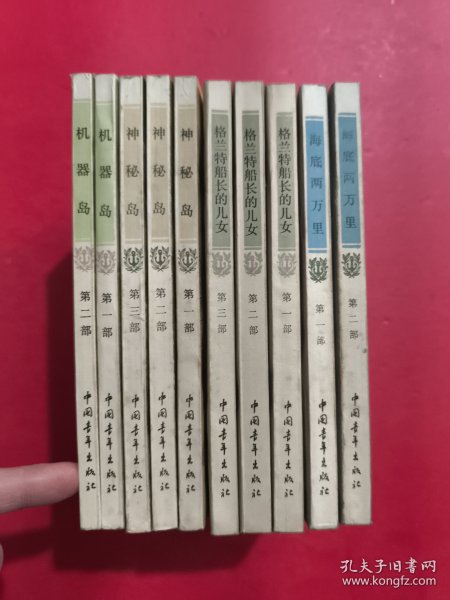 机器岛
第二部
中国青年出版社
机器岛
第一部
中国青年出版社
神秘岛
第三部
中国青年出版社
神秘岛
第二部
中国青年出版社
神秘岛
第一部
中国青年出版社
格兰特船长的儿女
第三部
中国青年出版社
格兰特船长的儿女
第二部
中国青年出版社
格兰特船长的儿女
第一部
中国青年出版社
海底两万里
第一部
中国青年出版社
海底两万里
第二部
中国青年出版社
孔夫子旧书网
www.kongfz.com